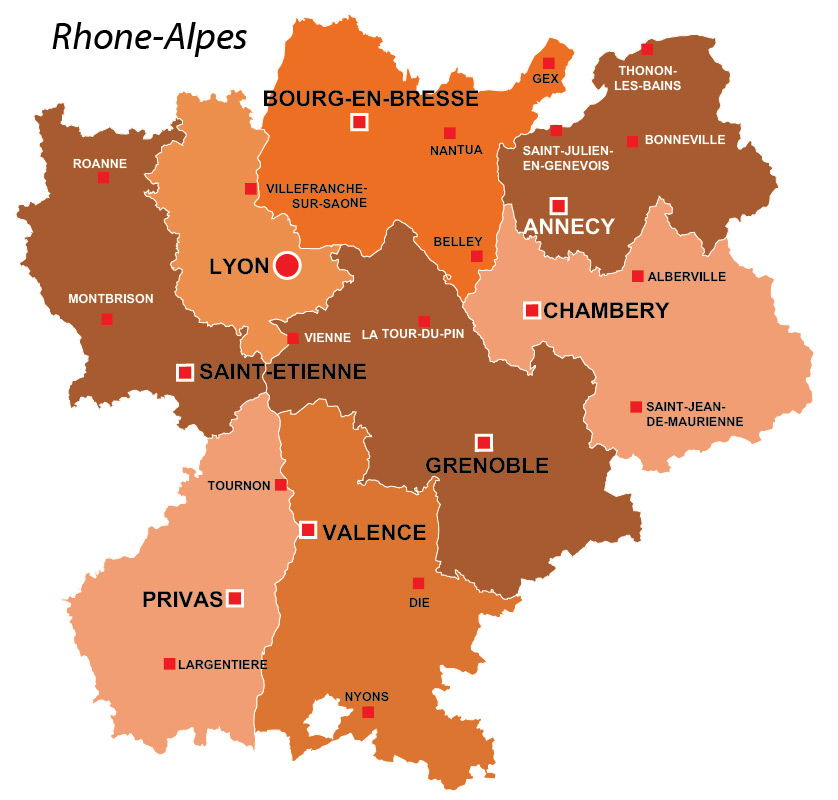 Rhone-Alpes
THONON-
LES-BAINS
GEX
BOURG-EN-BRESSE
NANTUA
SAINT-JULIEN-
EN-GENEVOIS
BONNEVILLE
ROANNE
VILLEFRANCHE-
SUR-SAONE
ANNECY
BELLEY
LYON
ALBERVILLE
MONTBRISON
CHAMBERY
VIENNE
LA TOUR-DU-PIN
SAINT-ETIENNE
SAINT-JEAN-
DE-MAURIENNE
GRENOBLE
TOURNON
VALENCE
PRIVAS
DIE
LARGENTIERE
NYONS